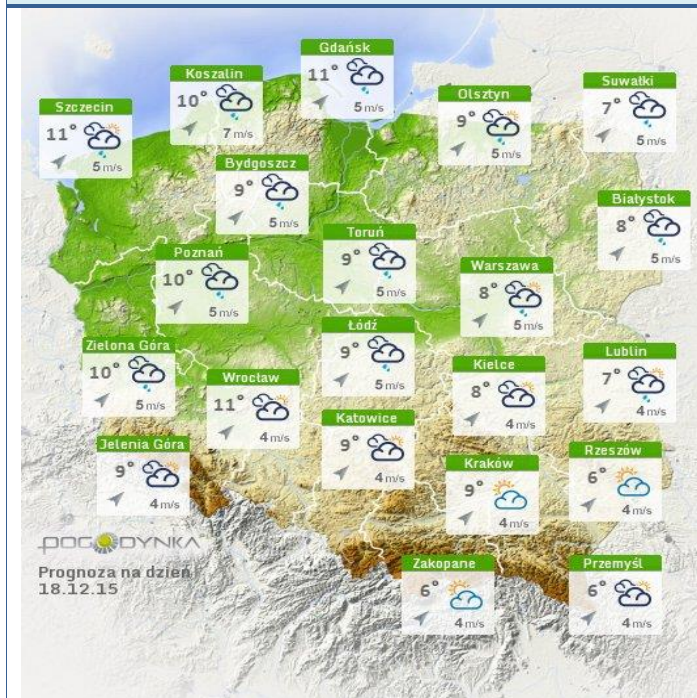 Gdańsk
11°
5 m/s
Koszalin
10°
7 m/s
Suwałki
7°
5 m/s
Olsztyn
9°
5 m/s
Szczecin
11°
5 m/s
Bydgoszcz
9°
5 m/s
Białystok
8°
5 m/s
Toruń
9°
5 m/s
Poznań
10°
5 m/s
Warszawa
8°
5 m/s
Łódź
9°
5 m/s
Zielona Góra
10°
5 m/s
Lublin
7°
4 m/s
Kielce
8°
4 m/s
Wrocław
11°
4 m/s
Katowice
9°
4 m/s
Jelenia Góra
9°
4 m/s
Rzeszów
6°
4 m/s
Kraków
9°
4 m/s
POGODYNKA
Prognoza na dzień
18.12.15
Zakopane
6°
4 m/s
Przemyśl
6°
4 m/s